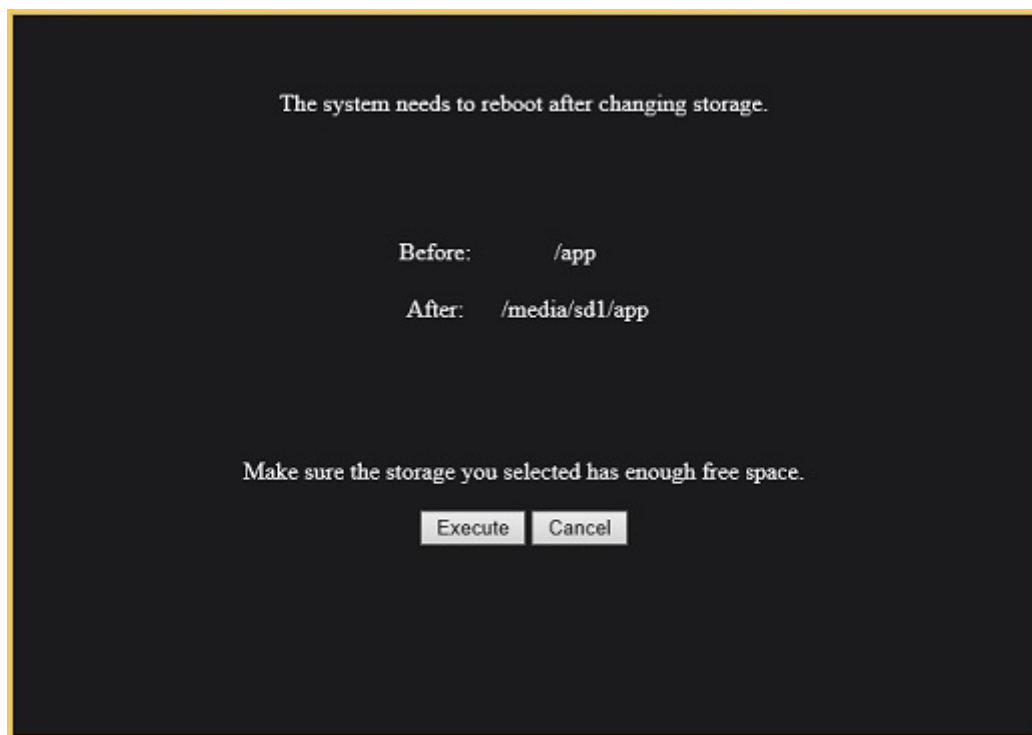 The system needs to reboot after changing storage.
Before: /app
After: /media/sd1/app
Make sure the storage you selected has enough free space.
Execute Cancel